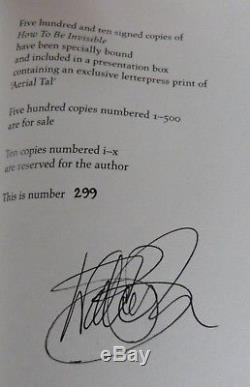 Five hundred and ten signed copies of
How To Be Invisible
have been specially bound
and included in a presentation box
containing an exclusive letterpress print of
'Aerial Tal'
Five hundred copies numbered 1–500
are for sale
Ten copies numbered i–x
are reserved for the author
This is number 299